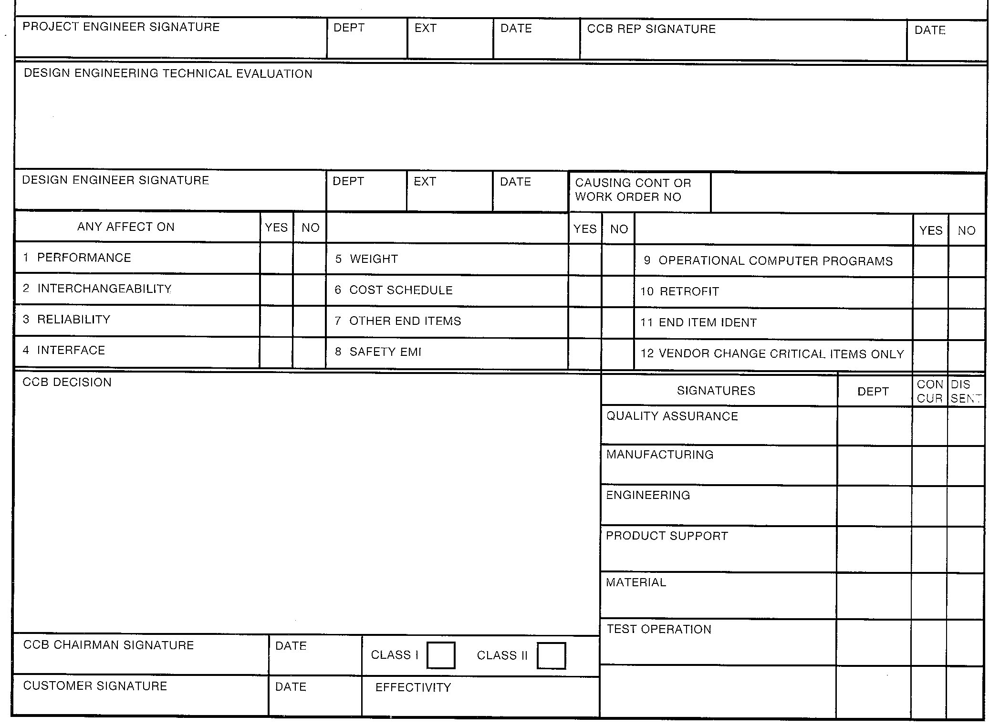 PROJECT ENGINEER SIGNATURE DEPT EXT DATE CCB REP SIGNATURE DATE
DESIGN ENGINEERING TECHNICAL EVALUATION
DESIGN ENGINEER SIGNATURE DEPT EXT DATE CAUSING CONT OR
WORK ORDER NO
ANY AFFECT ON YES NO YES NO YES NO
1 PERFORMANCE 5 WEIGHT 9 OPERATIONAL COMPUTER PROGRAMS
2 INTERCHANGEABILITY 6 COST SCHEDULE 10 RETROFIT
3 RELIABILITY 7 OTHER END ITEMS 11 END ITEM IDENT
4 INTERFACE 8 SAFETY EMI 12 VENDOR CHANGE CRITICAL ITEMS ONLY
CCB DECISION
SIGNATURES DEPT CON CUR DIS SENT
QUALITY ASSURANCE
MANUFACTURING
ENGINEERING
PRODUCT SUPPORT
MATERIAL
TEST OPERATION
CCB CHAIRMAN SIGNATURE DATE CLASS I CLASS II
CUSTOMER SIGNATURE DATE EFFECTIVITY